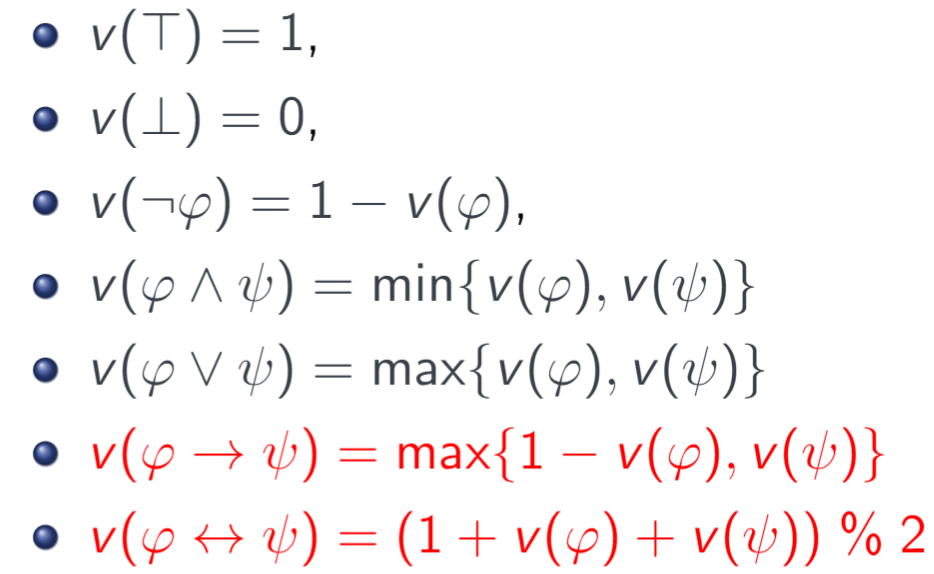 • v(⊤) = 1,
• v(⊥) = 0,
• v(¬φ) = 1 − v(φ),
• v(φ ∧ ψ) = min{v(φ), v(ψ)}
• v(φ ∨ ψ) = max{v(φ), v(ψ)}
• v(φ → ψ) = max{1 − v(φ), v(ψ)}
• v(φ ↔ ψ) = (1 + v(φ) + v(ψ)) % 2